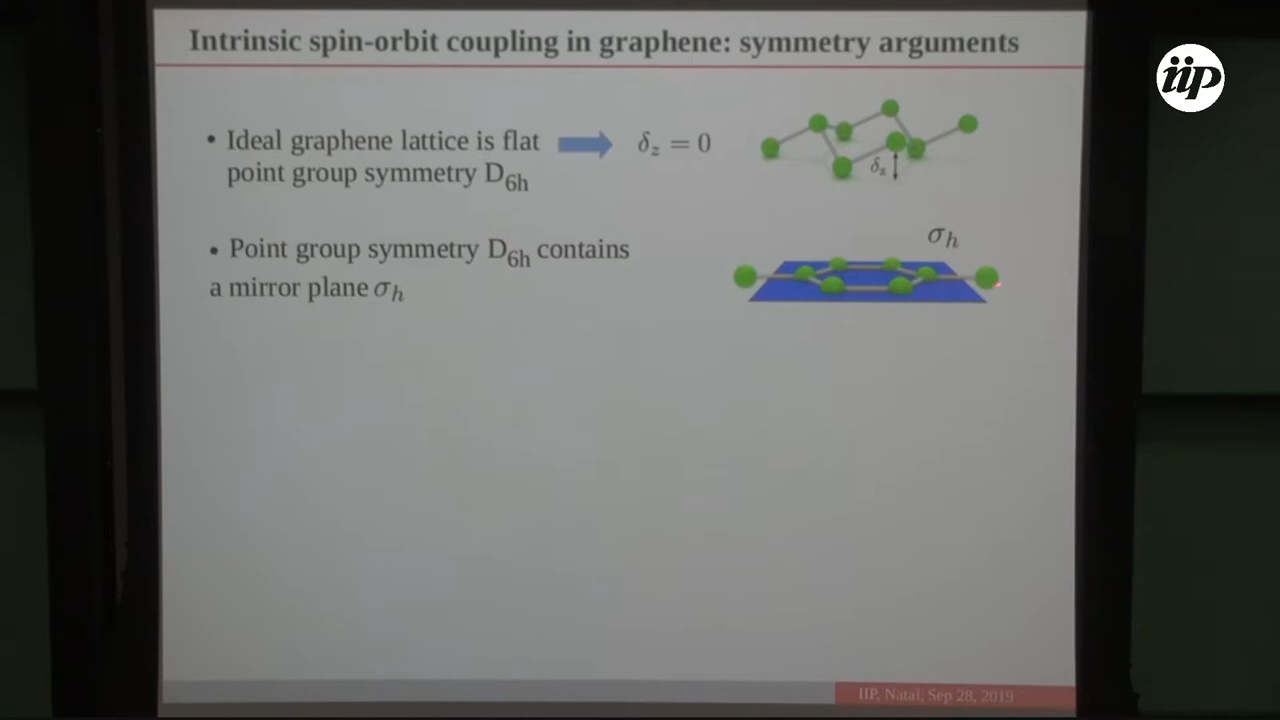 Intrinsic spin-orbit coupling in graphene: symmetry arguments
iip
• Ideal graphene lattice is flat
δz = 0
point group symmetry D6h
δz
• Point group symmetry D6h contains
a mirror plane σh
σh
IIP, Natal, Sep 28, 2019